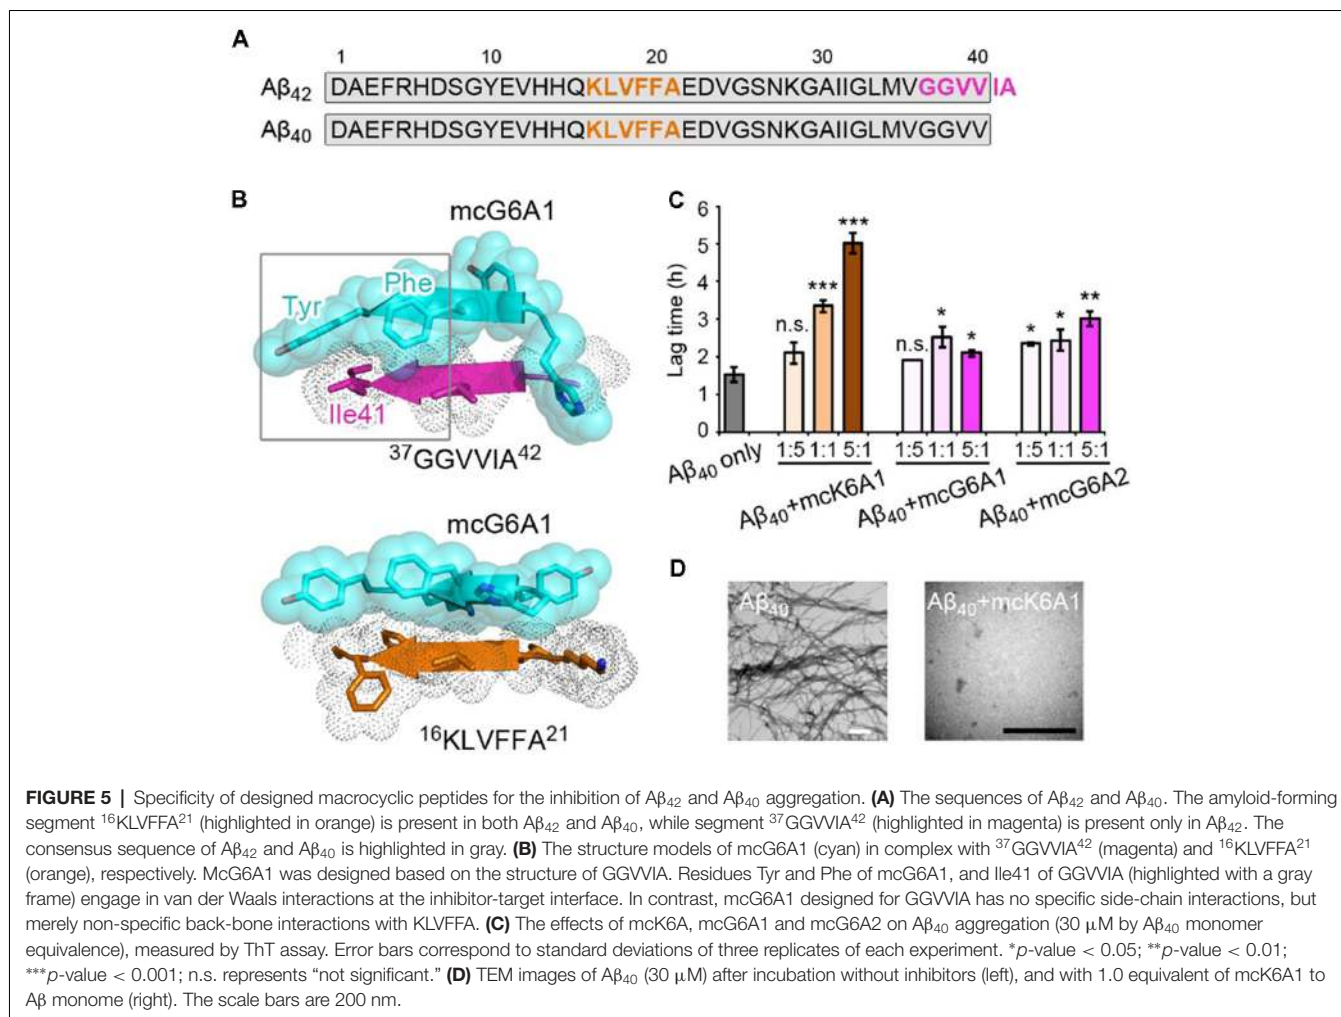 A
1 10 20 30 40
Aβ₄₂ DAEFRHDSGYEVHHQKLVFFAEDVGSNKGAIIGLMVGGVVIA
Aβ₄₀ DAEFRHDSGYEVHHQKLVFFAEDVGSNKGAIIGLMVGGVV
B
mcG6A1
Phe
Tyr
Ile41
³⁷GGVVIA⁴²
mcG6A1
¹⁶KLVFFA²¹
C
Lag time (h)
6
5
4
3
2
1
0
n.s. *** *** n.s. * * * * **
1:5 1:1 5:1 1:5 1:1 5:1 1:5 1:1 5:1
Aβ₄₀ only
Aβ₄₀+mcK6A1
Aβ₄₀+mcG6A1
Aβ₄₀+mcG6A2
D
Aβ₄₀
Aβ₄₀+mcK6A1
FIGURE 5 | Specificity of designed macrocyclic peptides for the inhibition of Aβ₄₂ and Aβ₄₀ aggregation. (A) The sequences of Aβ₄₂ and Aβ₄₀. The amyloid-forming
segment ¹⁶KLVFFA²¹ (highlighted in orange) is present in both Aβ₄₂ and Aβ₄₀, while segment ³⁷GGVVIA⁴² (highlighted in magenta) is present only in Aβ₄₂. The
consensus sequence of Aβ₄₂ and Aβ₄₀ is highlighted in gray. (B) The structure models of mcG6A1 (cyan) in complex with ³⁷GGVVIA⁴² (magenta) and ¹⁶KLVFFA²¹
(orange), respectively. McG6A1 was designed based on the structure of GGVVIA. Residues Tyr and Phe of mcG6A1, and Ile41 of GGVVIA (highlighted with a gray
frame) engage in van der Waals interactions at the inhibitor-target interface. In contrast, mcG6A1 designed for GGVVIA has no specific side-chain interactions, but
merely non-specific back-bone interactions with KLVFFA. (C) The effects of mcK6A, mcG6A1 and mcG6A2 on Aβ₄₀ aggregation (30 μM by Aβ₄₀ monomer
equivalence), measured by ThT assay. Error bars correspond to standard deviations of three replicates of each experiment. *p-value < 0.05; **p-value < 0.01;
***p-value < 0.001; n.s. represents “not significant.” (D) TEM images of Aβ₄₀ (30 μM) after incubation without inhibitors (left), and with 1.0 equivalent of mcK6A1 to
Aβ monome (right). The scale bars are 200 nm.